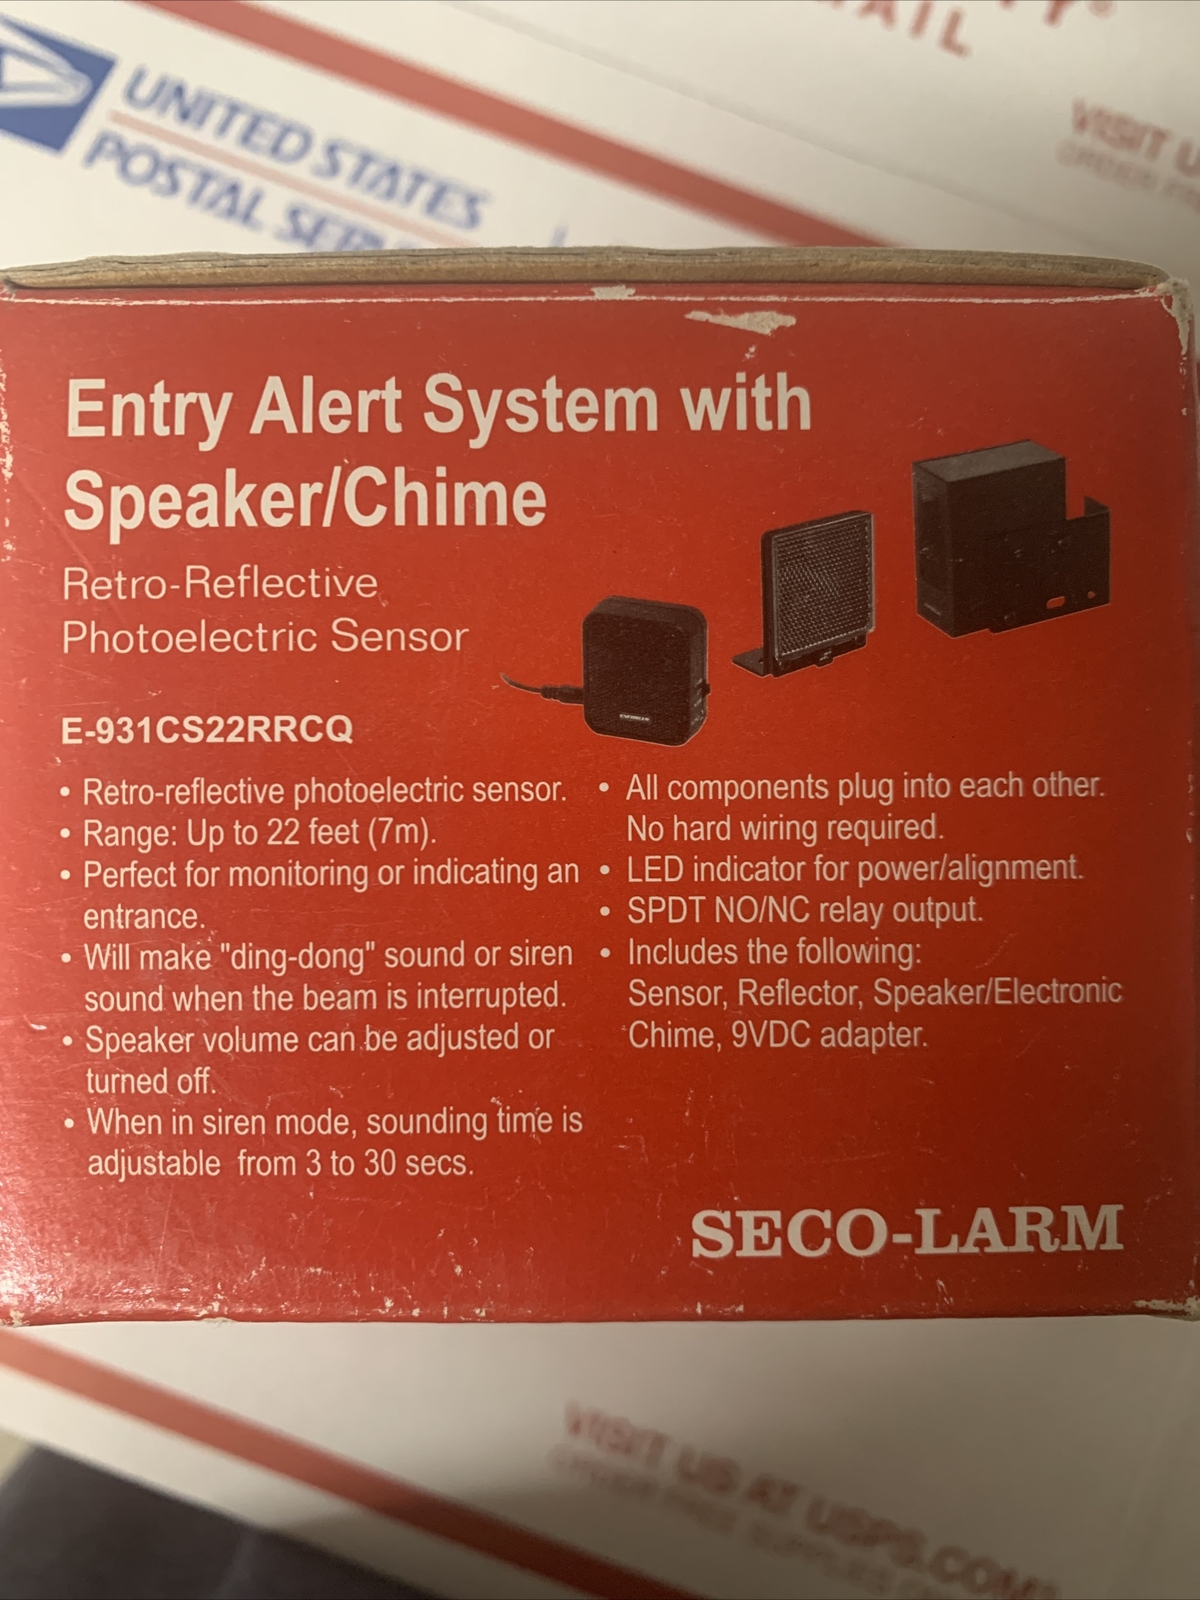 AIL
VISIT U
UNITED STATES
POSTAL SERV
Entry Alert System with
Speaker/Chime
Retro-Reflective
Photoelectric Sensor
E-931CS22RRCQ
• Retro-reflective photoelectric sensor.
• Range: Up to 22 feet (7m).
• Perfect for monitoring or indicating an
entrance.
• Will make "ding-dong" sound or siren
sound when the beam is interrupted.
• Speaker volume can be adjusted or
turned off.
• When in siren mode, sounding time is
adjustable from 3 to 30 secs.
• All components plug into each other.
No hard wiring required.
• LED indicator for power/alignment.
• SPDT NO/NC relay output.
• Includes the following:
Sensor, Reflector, Speaker/Electronic
Chime, 9VDC adapter.
SECO-LARM
VISIT US AT USPS.COM®
ORDER FREE SUPPLIES